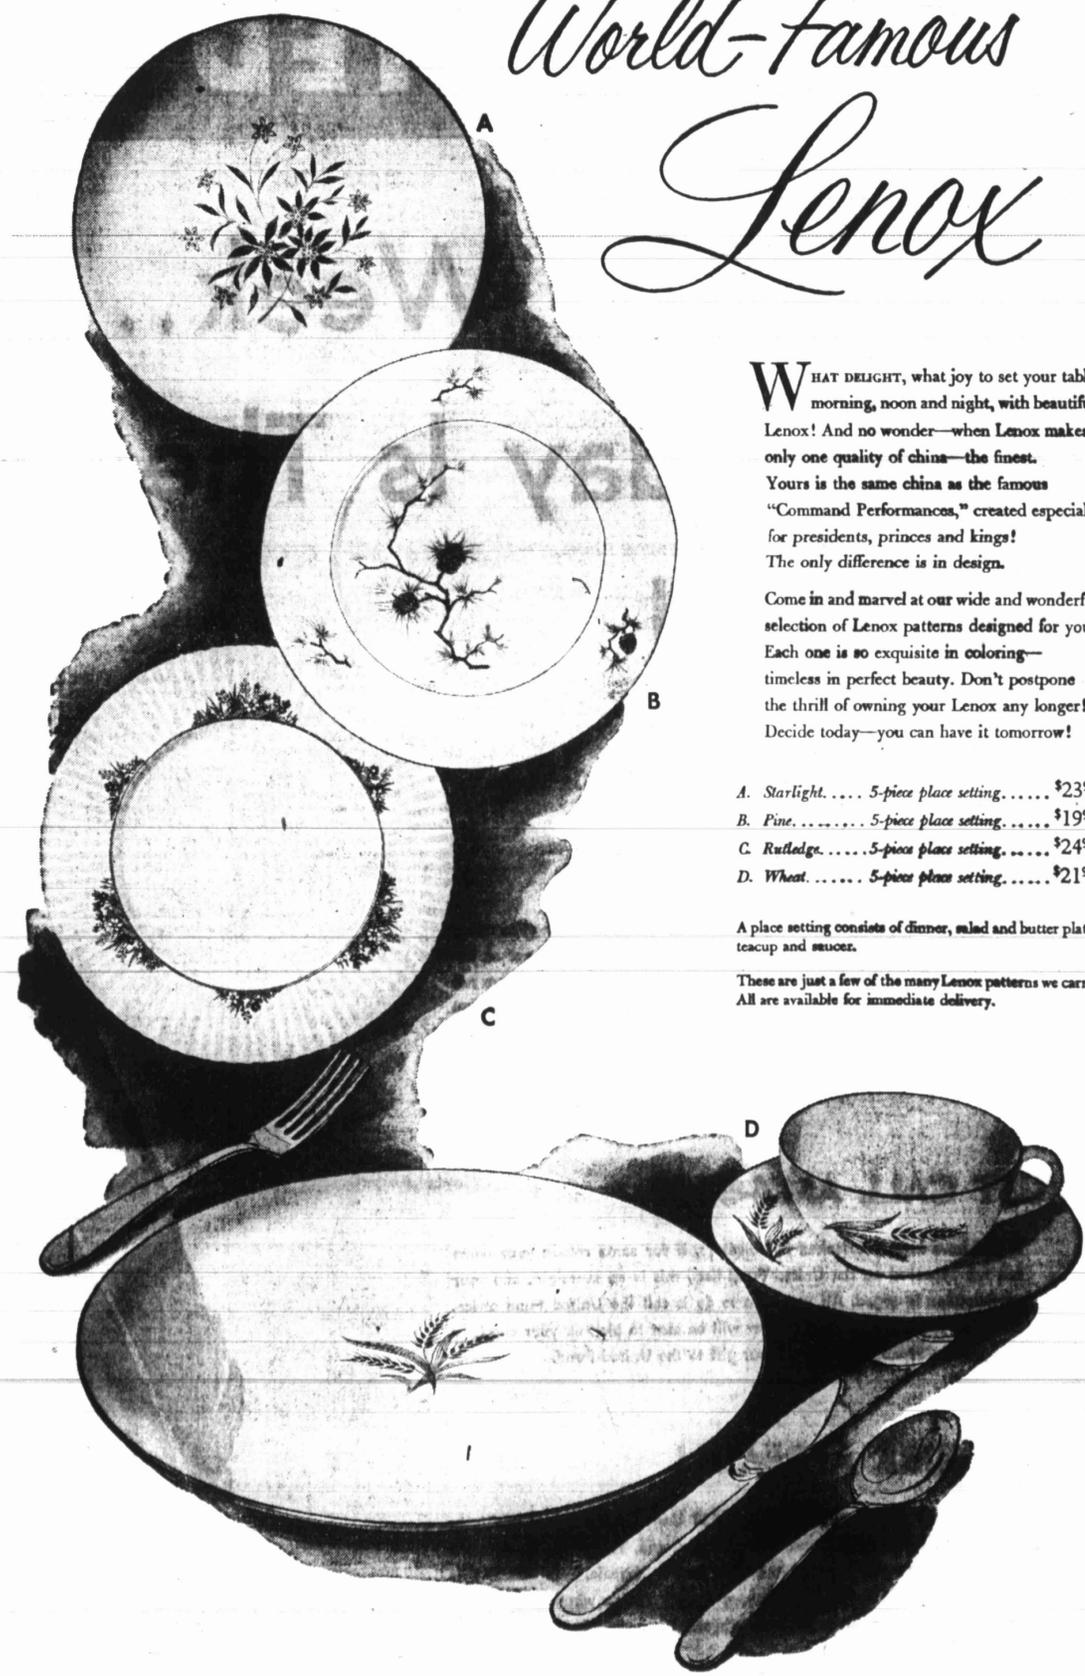 World-Famous
Lenox
A
WHAT DELIGHT, what joy to set your tabl
morning, noon and night, with beautifu
Lenox! And no wonder—when Lenox makes
only one quality of china—the finest.
Yours is the same china as the famous
“Command Performances,” created especial
for presidents, princes and kings!
The only difference is in design.
Come in and marvel at our wide and wonderf
selection of Lenox patterns designed for you
Each one is so exquisite in coloring—
timeless in perfect beauty. Don’t postpone
the thrill of owning your Lenox any longer!
Decide today—you can have it tomorrow!
B
A. Starlight..... 5-piece place setting...... $23
B. Pine......... 5-piece place setting...... $19
C. Rutledge......5-piece place setting...... $24
D. Wheat....... 5-piece place setting...... $21
A place setting consists of dinner, salad and butter plat
teacup and saucer.
These are just a few of the many Lenox patterns we carr
All are available for immediate delivery.
C
D